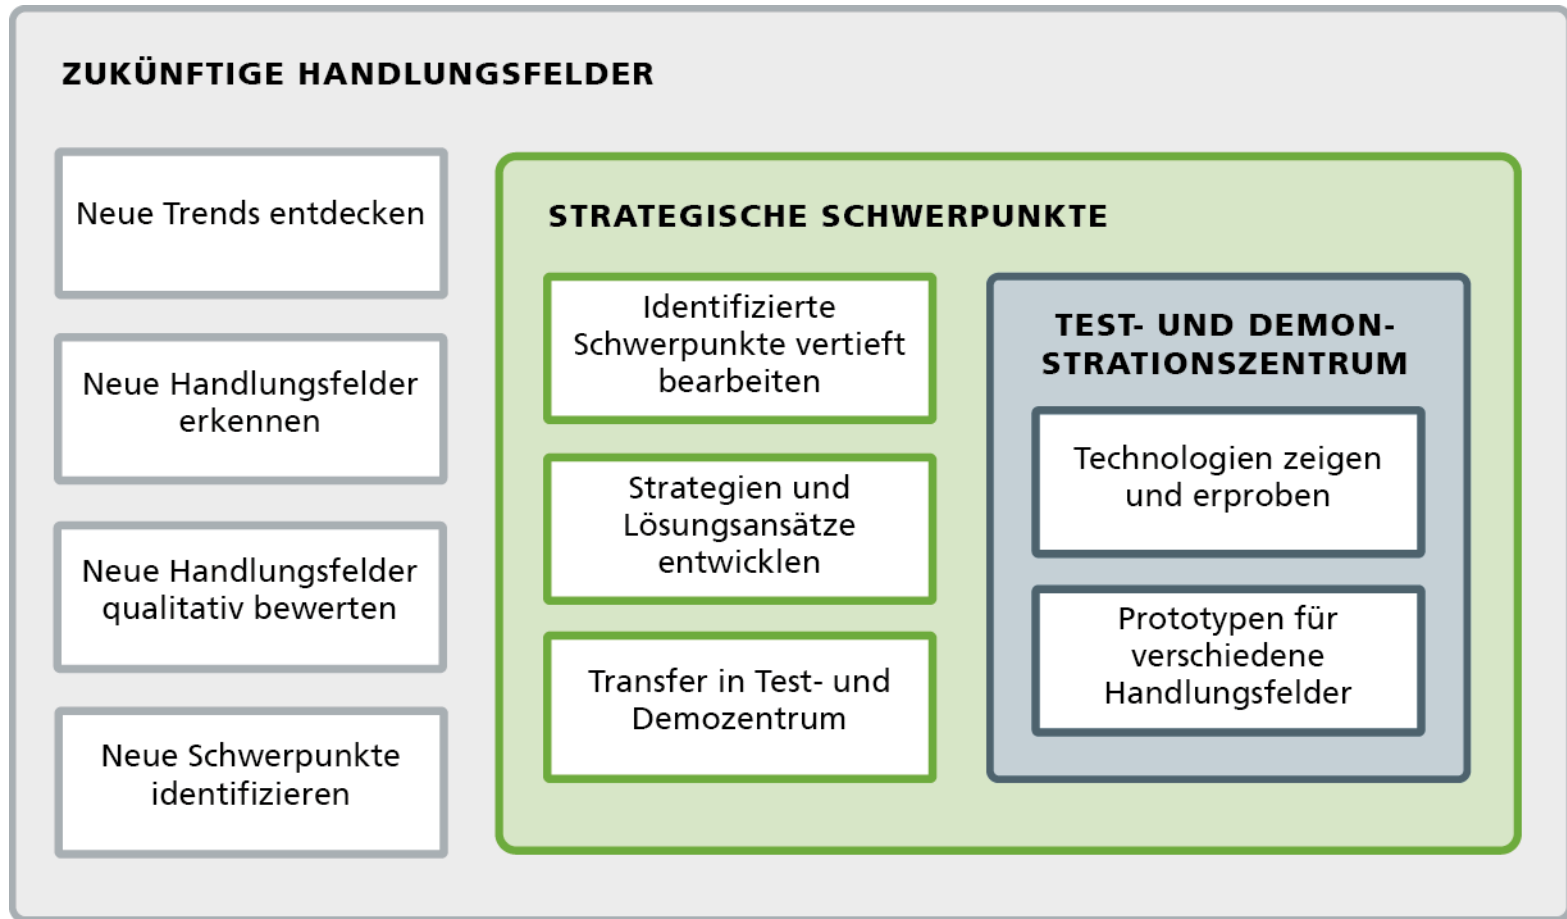 ZUKÜNFTIGE HANDLUNGSFELDER
Neue Trends entdecken
Neue Handlungsfelder
erkennen
Neue Handlungsfelder
qualitativ bewerten
Neue Schwerpunkte
identifizieren
STRATEGISCHE SCHWERPUNKTE
Identifizierte
Schwerpunkte vertieft
bearbeiten
Strategien und
Lösungsansätze
entwicklen
Transfer in Test- und
Demozentrum
TEST- UND DEMON-
STRATIONSZENTRUM
Technologien zeigen
und erproben
Prototypen für
verschiedene
Handlungsfelder